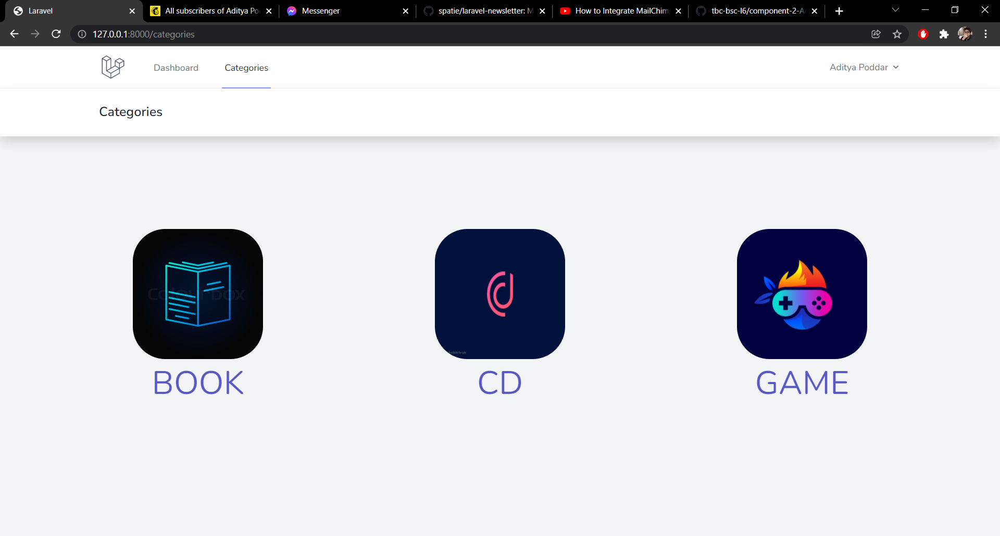 Laravel
All subscribers of Aditya Po
Messenger
spatie/laravel-newsletter: M
How to Integrate MailChim
tbc-bsc-l6/component-2-A
127.0.0.1:8000/categories
Dashboard
Categories
Aditya Poddar
Categories
Colourbox
BOOK
CD
GAME